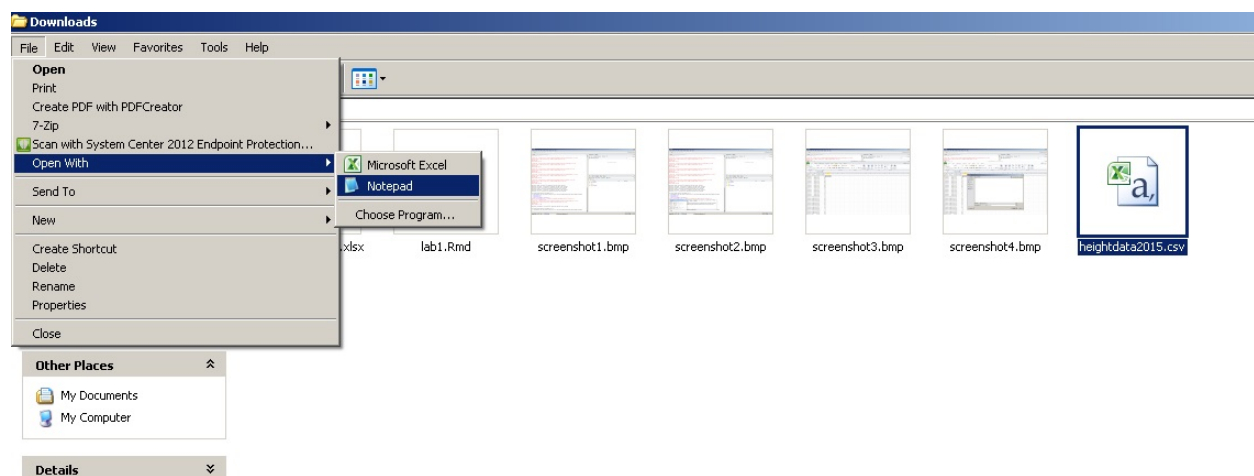 Downloads
File Edit View Favorites Tools Help
Open
Print
Create PDF with PDFCreator
7-Zip
Scan with System Center 2012 Endpoint Protection...
Open With
Microsoft Excel
Notepad
Choose Program...
Send To
New
Create Shortcut
Delete
Rename
Properties
Close
.xlsx lab1.Rmd screenshot1.bmp screenshot2.bmp screenshot3.bmp screenshot4.bmp heightdata2015.csv
a,
Other Places
My Documents
My Computer
Details